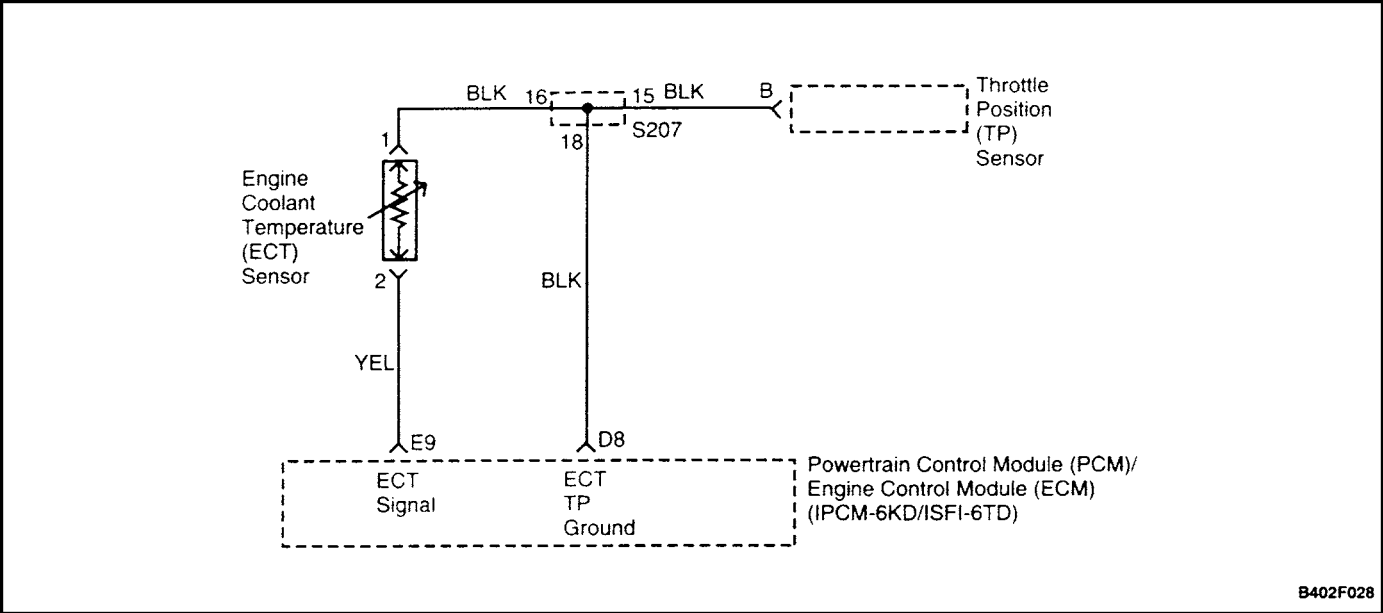 BLK
16
15
BLK
B
S207
18
Throttle
Position
(TP)
Sensor
1
Engine
Coolant
Temperature
(ECT)
Sensor
2
BLK
YEL
E9
D8
ECT
Signal
ECT
TP
Ground
Powertrain Control Module (PCM)/
Engine Control Module (ECM)
(IPCM-6KD/ISFI-6TD)
B402F028